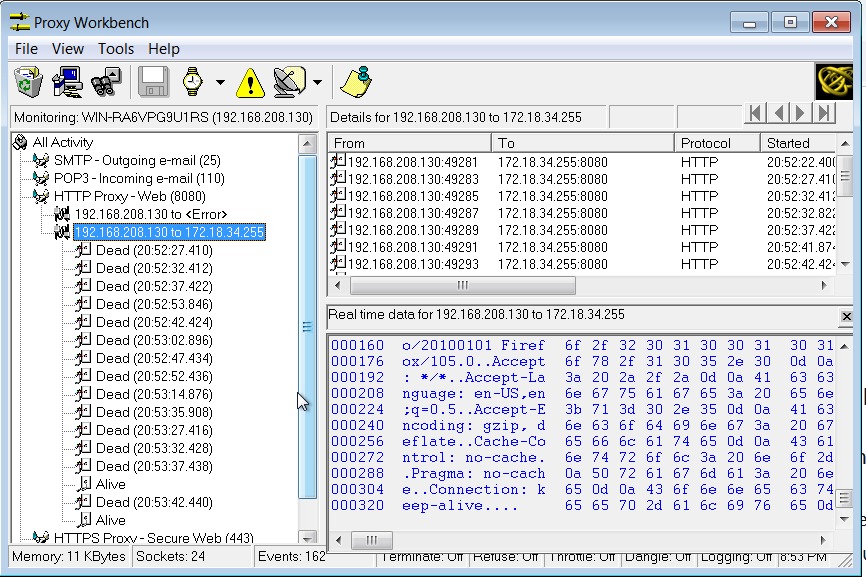 Proxy Workbench
File View Tools Help
Monitoring: WIN-RA6VPG9U1RS (192.168.208.130)
Details for 192.168.208.130 to 172.18.34.255
All Activity
SMTP - Outgoing e-mail (25)
POP3 - Incoming e-mail (110)
HTTP Proxy - Web (8080)
192.168.208.130 to <Error>
192.168.208.130 to 172.18.34.255
Dead (20:52:27.410)
Dead (20:52:32.412)
Dead (20:52:37.422)
Dead (20:52:53.846)
Dead (20:52:42.424)
Dead (20:53:02.896)
Dead (20:52:47.434)
Dead (20:52:52.436)
Dead (20:53:14.876)
Dead (20:53:35.908)
Dead (20:53:27.416)
Dead (20:53:32.428)
Dead (20:53:37.438)
Alive
Dead (20:53:42.440)
Alive
HTTPS Proxy - Secure Web (443)
From To Protocol Started
192.168.208.130:49281 172.18.34.255:8080 HTTP 20:52:22.400
192.168.208.130:49283 172.18.34.255:8080 HTTP 20:52:27.410
192.168.208.130:49285 172.18.34.255:8080 HTTP 20:52:32.412
192.168.208.130:49287 172.18.34.255:8080 HTTP 20:52:32.822
192.168.208.130:49289 172.18.34.255:8080 HTTP 20:52:37.422
192.168.208.130:49291 172.18.34.255:8080 HTTP 20:52:41.874
192.168.208.130:49293 172.18.34.255:8080 HTTP 20:52:42.424
Real time data for 192.168.208.130 to 172.18.34.255
000160 o/20100101 Firef 6f 2f 32 30 31 30 30 31 30 31
000176 ox/105.0..Accept 6f 78 2f 31 30 35 2e 30 0d 0a
000192 : */*..Accept-La 3a 20 2a 2f 2a 0d 0a 41 63 63
000208 nguage: en-US,en 6e 67 75 61 67 65 3a 20 65 6e
000224 ;q=0.5..Accept-E 3b 71 3d 30 2e 35 0d 0a 41 63
000240 ncoding: gzip, d 6e 63 6f 64 69 6e 67 3a 20 67
000256 eflate..Cache-Co 65 66 6c 61 74 65 0d 0a 43 61
000272 ntrol: no-cache. 6e 74 72 6f 6c 3a 20 6e 6f 2d
000288 .Pragma: no-cach 0a 50 72 61 67 6d 61 3a 20 6e
000304 e..Connection: k 65 0d 0a 43 6f 6e 6e 65 63 74
000320 eep-alive.... 65 65 70 2d 61 6c 69 76 65 0d
Memory: 11 KBytes Sockets: 24 Events: 162 Terminate: Off Refuse: Off Throttle: Off Dangle: Off Logging: Off 8:53 PM